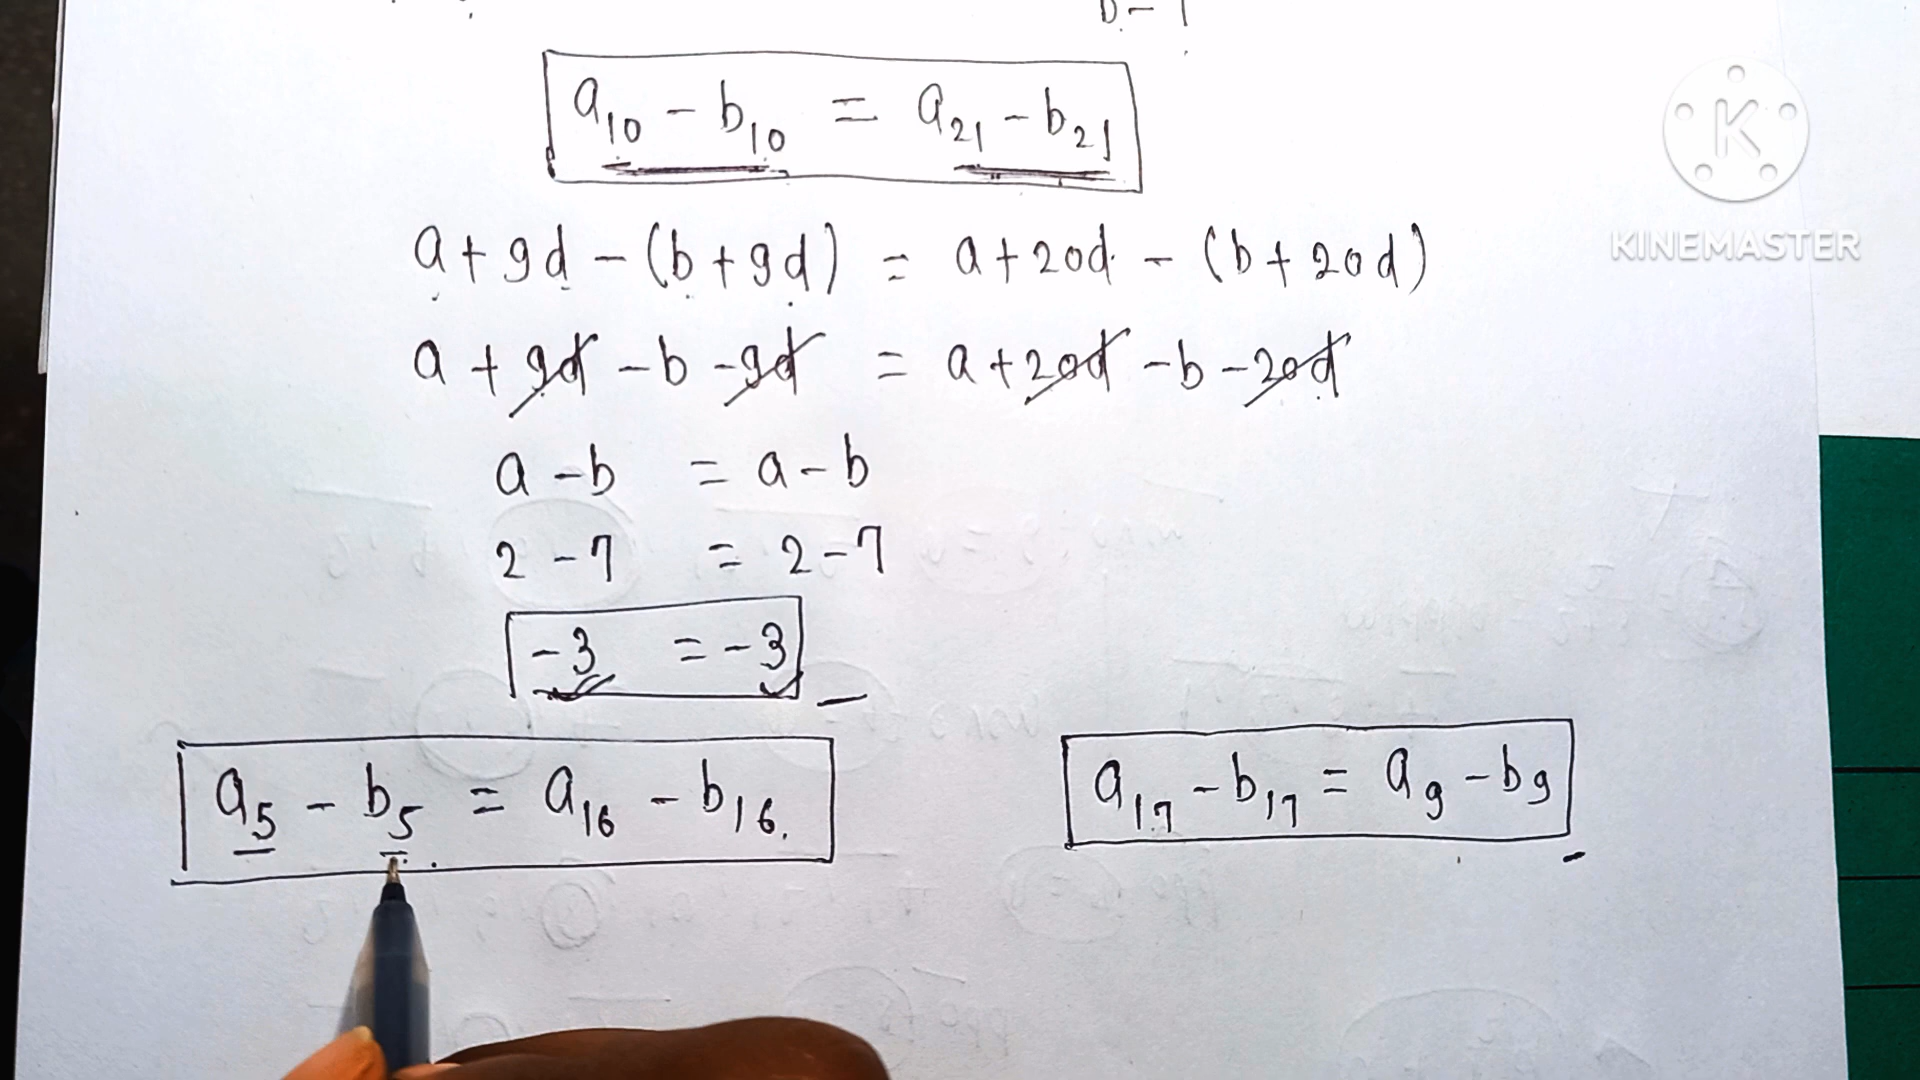 a₁₀ - b₁₀ = a₂₁ - b₂₁
a + 9d - (b + 9d) = a + 20d - (b + 20d)
a + 9d - b - 9d = a + 20d - b - 20d
a - b = a - b
2 - 7 = 2 - 7
-3 = -3
a₅ - b₅ = a₁₆ - b₁₆.
a₁₇ - b₁₇ = a₉ - b₉
K
KINEMASTER